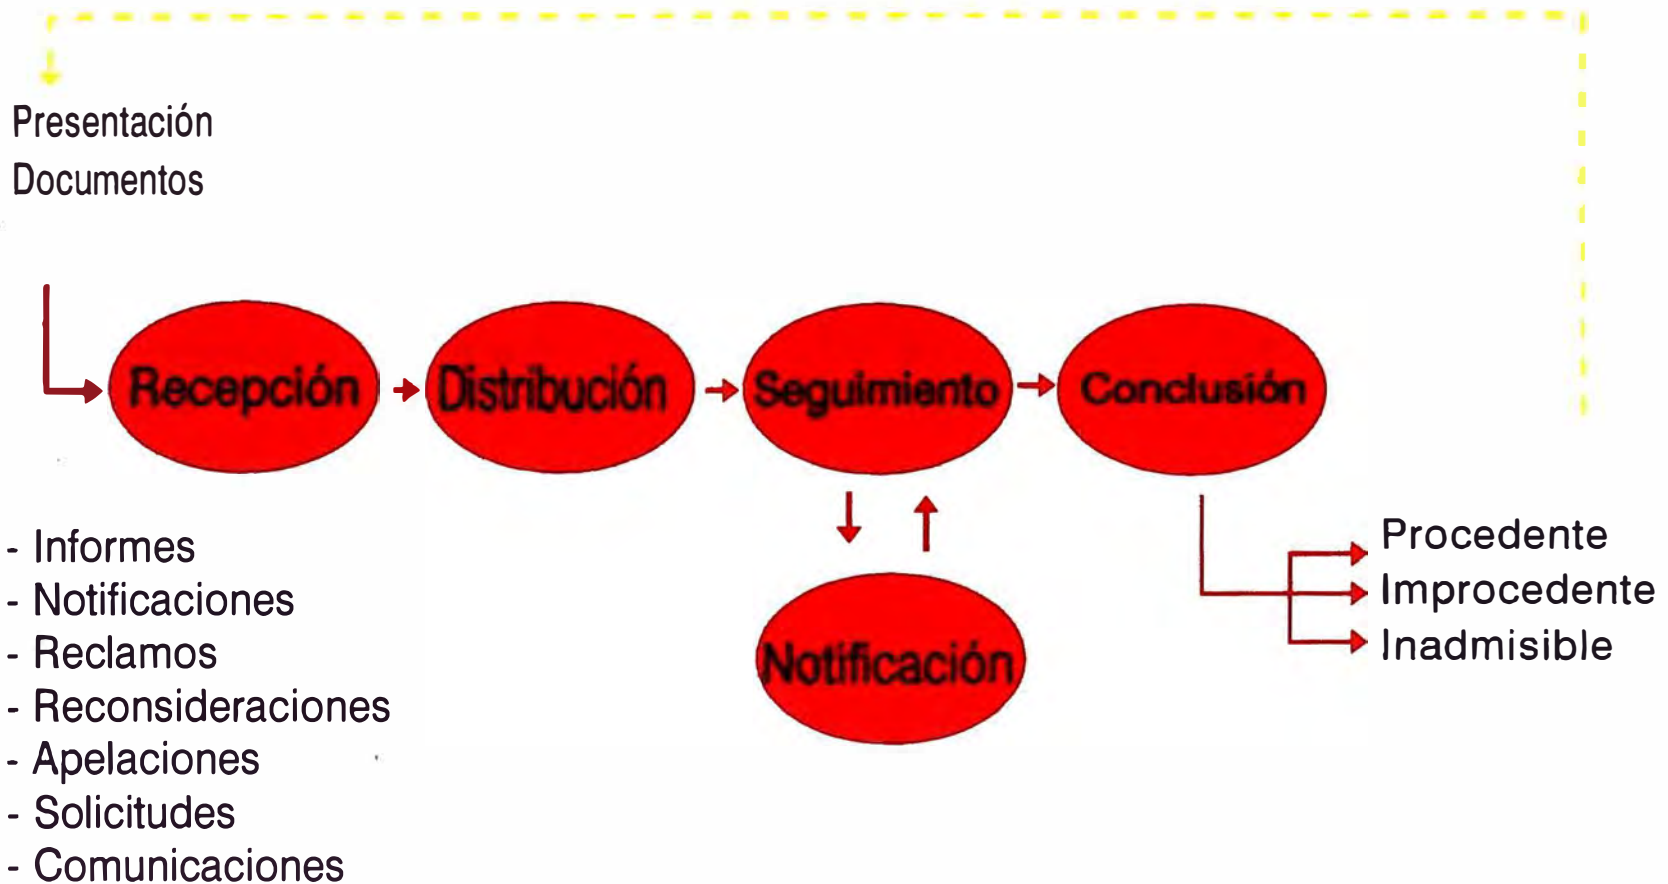 Presentación
Documentos
Recepción
Distribución
Seguimiento
Conclusión
Notificación
- Informes
- Notificaciones
- Reclamos
- Reconsideraciones
- Apelaciones
- Solicitudes
- Comunicaciones
Procedente
Improcedente
Inadmisible